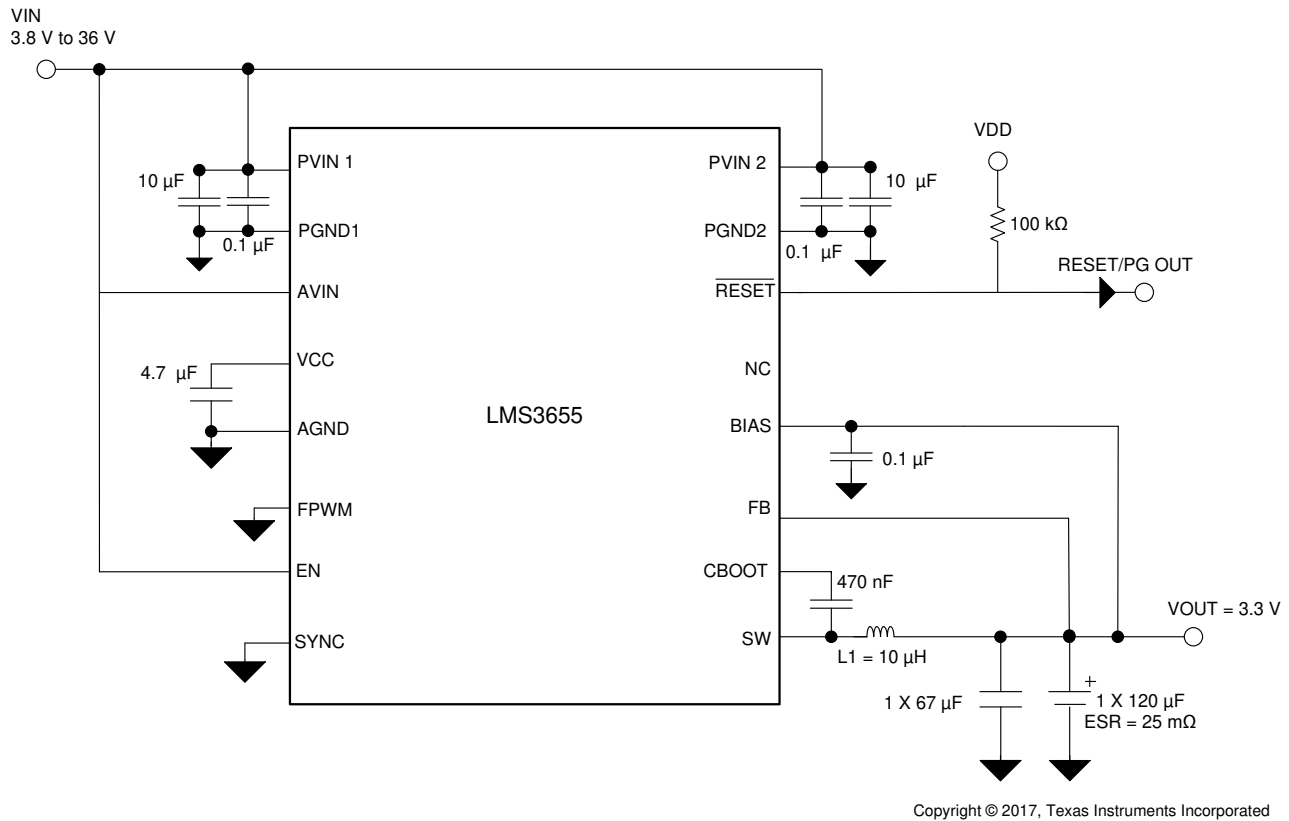 VIN
3.8 V to 36 V
VDD
PVIN 1
PVIN 2
10 µF
10 µF
100 kΩ
0.1 µF
PGND1
PGND2
0.1 µF
RESET/PG OUT
AVIN
RESET
VCC
4.7 µF
NC
LMS3655
AGND
BIAS
0.1 µF
FPWM
FB
EN
CBOOT
470 nF
VOUT = 3.3 V
SYNC
SW
L1 = 10 µH
+
1 X 67 µF
1 X 120 µF
ESR = 25 mΩ
Copyright © 2017, Texas Instruments Incorporated